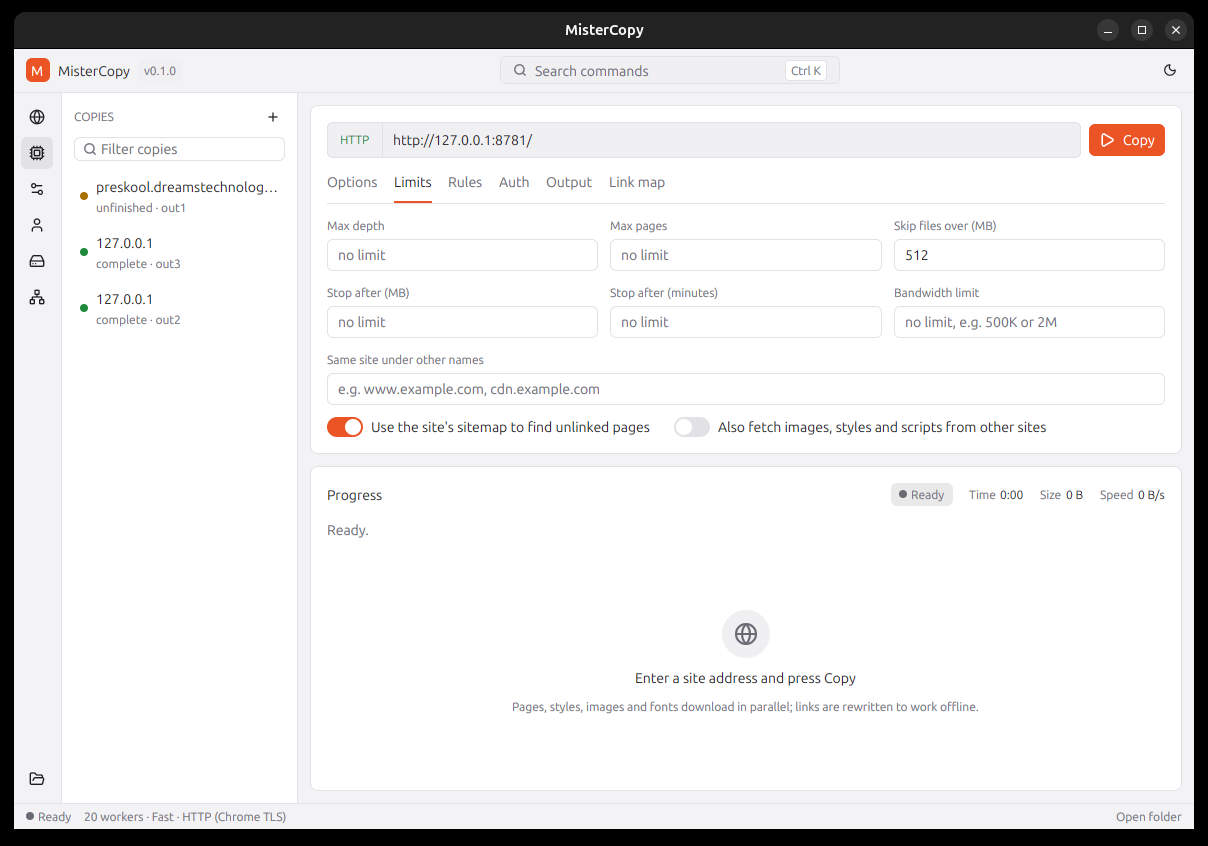 MisterCopy
M MisterCopy v0.1.0
Search commands Ctrl K
COPIES +
Filter copies
preskool.dreamstechnolog...
unfinished · out1
127.0.0.1
complete · out3
127.0.0.1
complete · out2
HTTP http://127.0.0.1:8781/ Copy
Options Limits Rules Auth Output Link map
Max depth Max pages Skip files over (MB)
no limit no limit 512
Stop after (MB) Stop after (minutes) Bandwidth limit
no limit no limit no limit, e.g. 500K or 2M
Same site under other names
e.g. www.example.com, cdn.example.com
Use the site's sitemap to find unlinked pages Also fetch images, styles and scripts from other sites
Progress Ready Time 0:00 Size 0 B Speed 0 B/s
Ready.
Enter a site address and press Copy
Pages, styles, images and fonts download in parallel; links are rewritten to work offline.
Ready 20 workers · Fast · HTTP (Chrome TLS) Open folder